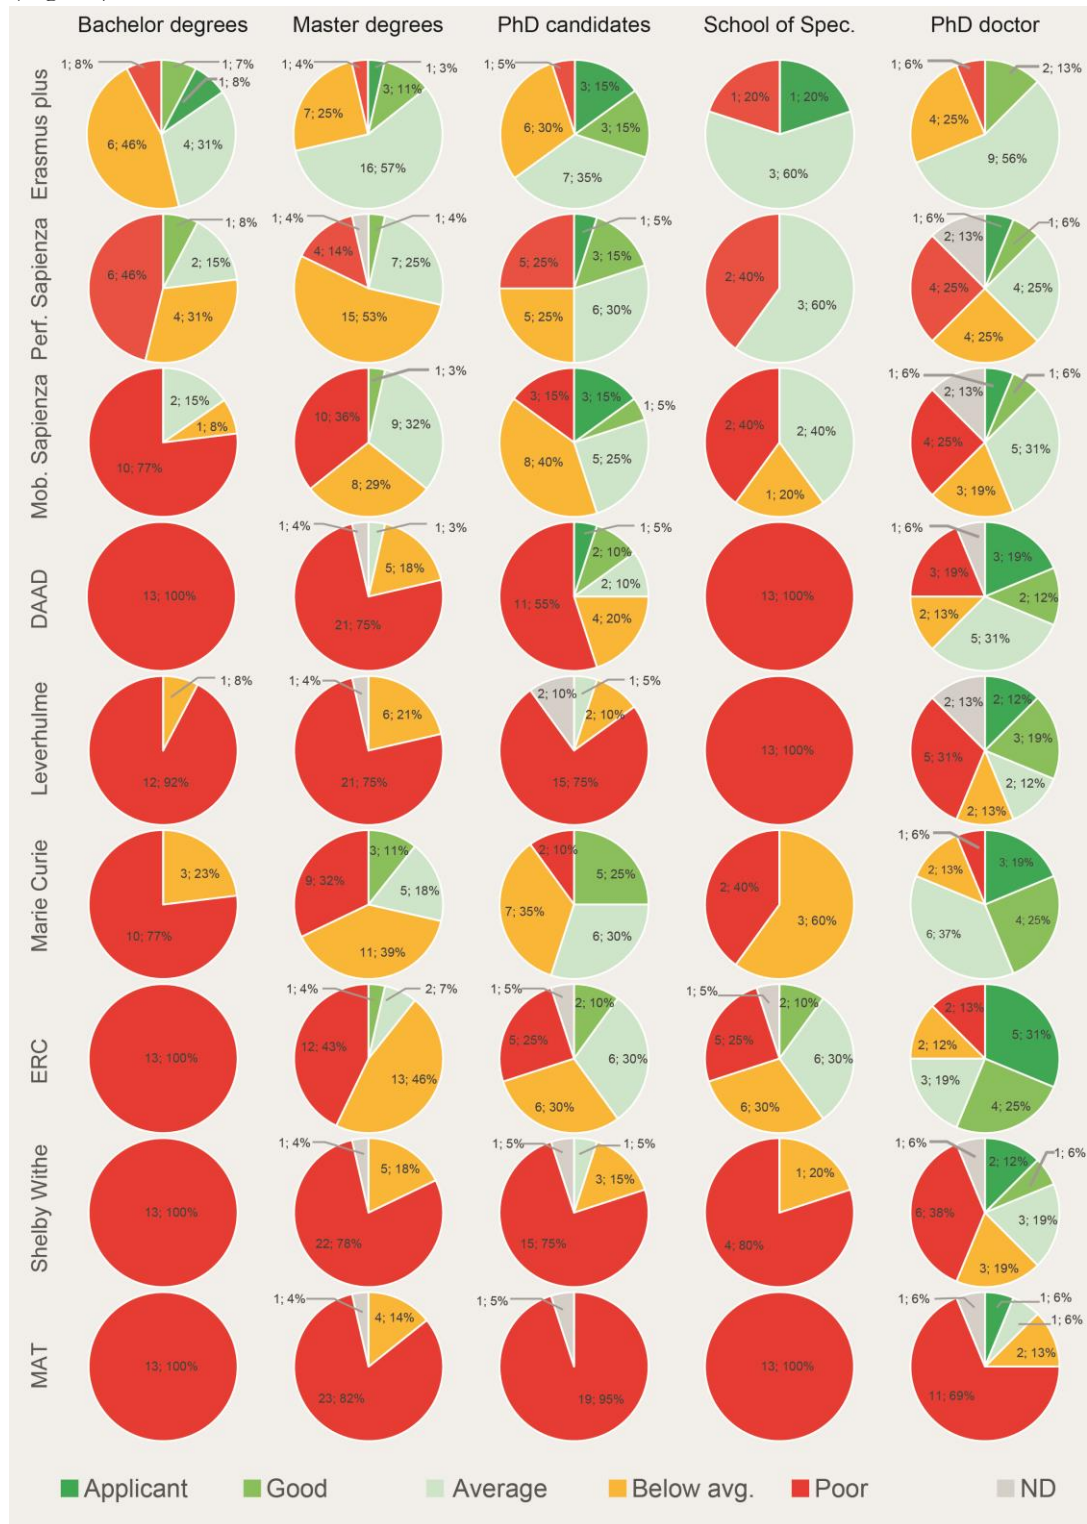 Bachelor degrees Master degrees PhD candidates School of Spec. PhD doctor
Erasmus plus
1; 8% 1; 7% 1; 8% 4; 31% 6; 46%
1; 4% 1; 3% 3; 11% 16; 57% 7; 25%
1; 5% 3; 15% 3; 15% 7; 35% 6; 30%
1; 20% 1; 20% 3; 60%
1; 6% 2; 13% 9; 56% 4; 25%
Perf. Sapienza
1; 8% 2; 15% 4; 31% 6; 46%
1; 4% 1; 4% 7; 25% 15; 53% 4; 14%
1; 5% 3; 15% 6; 30% 5; 25% 5; 25%
2; 40% 3; 60%
1; 6% 1; 6% 4; 25% 4; 25% 4; 25% 2; 13%
Mob. Sapienza
2; 15% 1; 8% 10; 77%
1; 3% 9; 32% 8; 29% 10; 36%
3; 15% 1; 5% 5; 25% 8; 40% 3; 15%
2; 40% 1; 20% 2; 40%
1; 6% 1; 6% 5; 31% 3; 19% 4; 25% 2; 13%
DAAD
13; 100%
1; 4% 1; 3% 5; 18% 21; 75%
1; 5% 2; 10% 2; 10% 4; 20% 11; 55%
13; 100%
1; 6% 3; 19% 2; 12% 5; 31% 2; 13% 3; 19%
Leverhulme
1; 8% 12; 92%
1; 4% 6; 21% 21; 75%
2; 10% 1; 5% 2; 10% 15; 75%
13; 100%
2; 13% 2; 12% 3; 19% 2; 12% 2; 13% 5; 31%
Marie Curie
3; 23% 10; 77%
3; 11% 5; 18% 11; 39% 9; 32%
2; 10% 5; 25% 6; 30% 7; 35%
2; 40% 3; 60%
1; 6% 3; 19% 4; 25% 6; 37% 2; 13%
ERC
13; 100%
1; 4% 2; 7% 13; 46% 12; 43%
1; 5% 2; 10% 6; 30% 6; 30% 5; 25%
1; 5% 2; 10% 6; 30% 6; 30% 5; 25%
2; 13% 5; 31% 4; 25% 3; 19% 2; 12%
Shelby Withe
13; 100%
1; 4% 5; 18% 22; 78%
1; 5% 1; 5% 3; 15% 15; 75%
1; 20% 4; 80%
1; 6% 2; 12% 1; 6% 3; 19% 3; 19% 6; 38%
MAT
13; 100%
1; 4% 4; 14% 23; 82%
1; 5% 19; 95%
13; 100%
1; 6% 1; 6% 1; 6% 2; 13% 11; 69%
Applicant Good Average Below avg. Poor ND